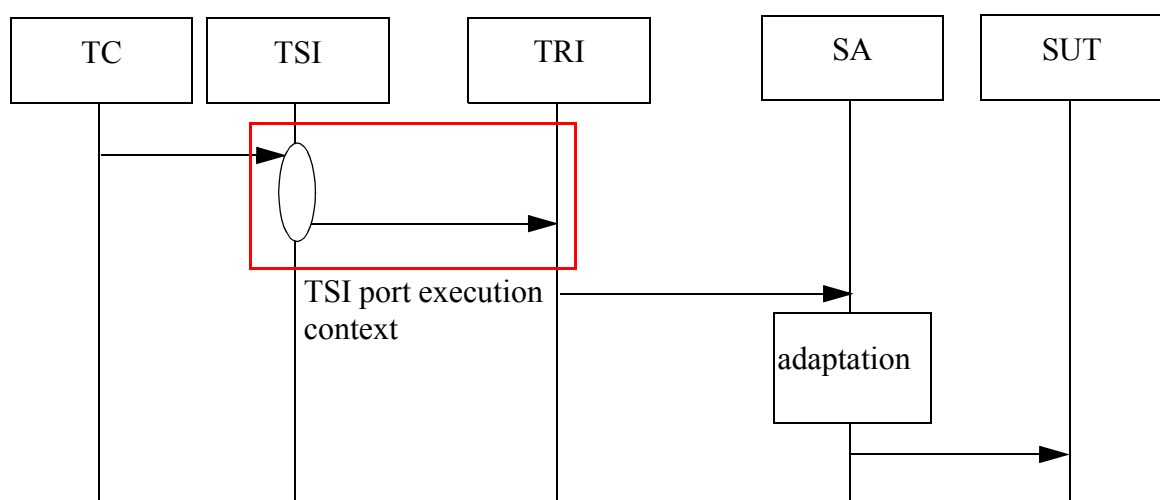 TC
TSI
TRI
SA
SUT
TSI port execution
context
adaptation